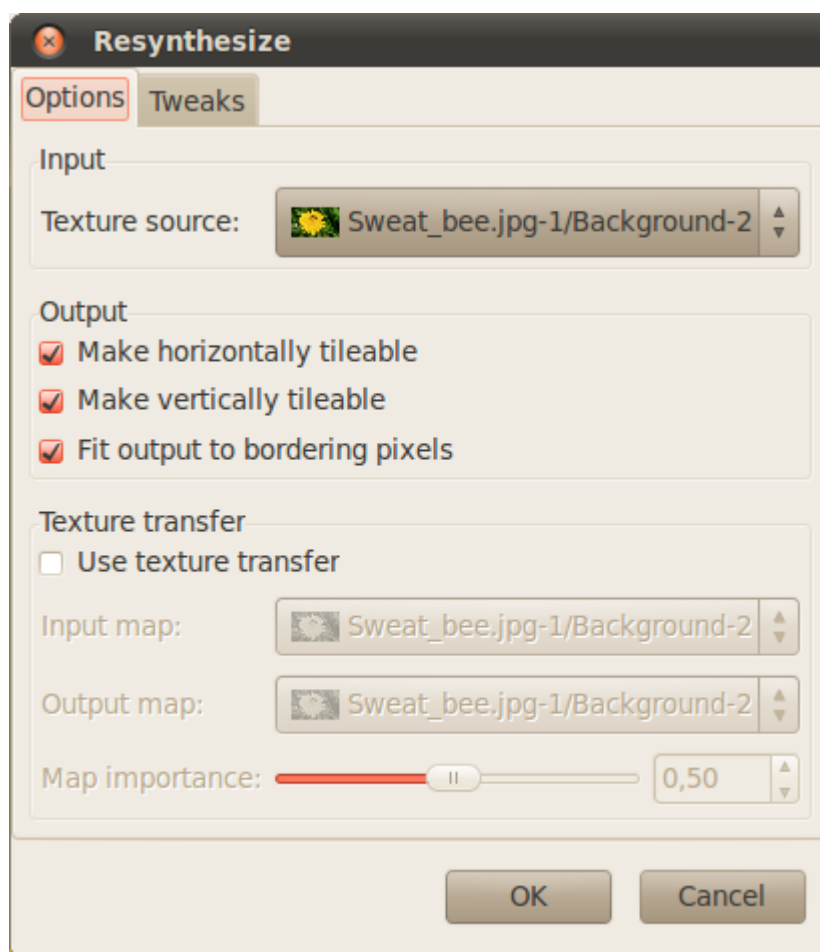 Resynthesize
Options Tweaks
Input
Texture source: Sweat_bee.jpg-1/Background-2
Output
Make horizontally tileable
Make vertically tileable
Fit output to bordering pixels
Texture transfer
Use texture transfer
Input map: Sweat_bee.jpg-1/Background-2
Output map: Sweat_bee.jpg-1/Background-2
Map importance: 0,50
OK Cancel